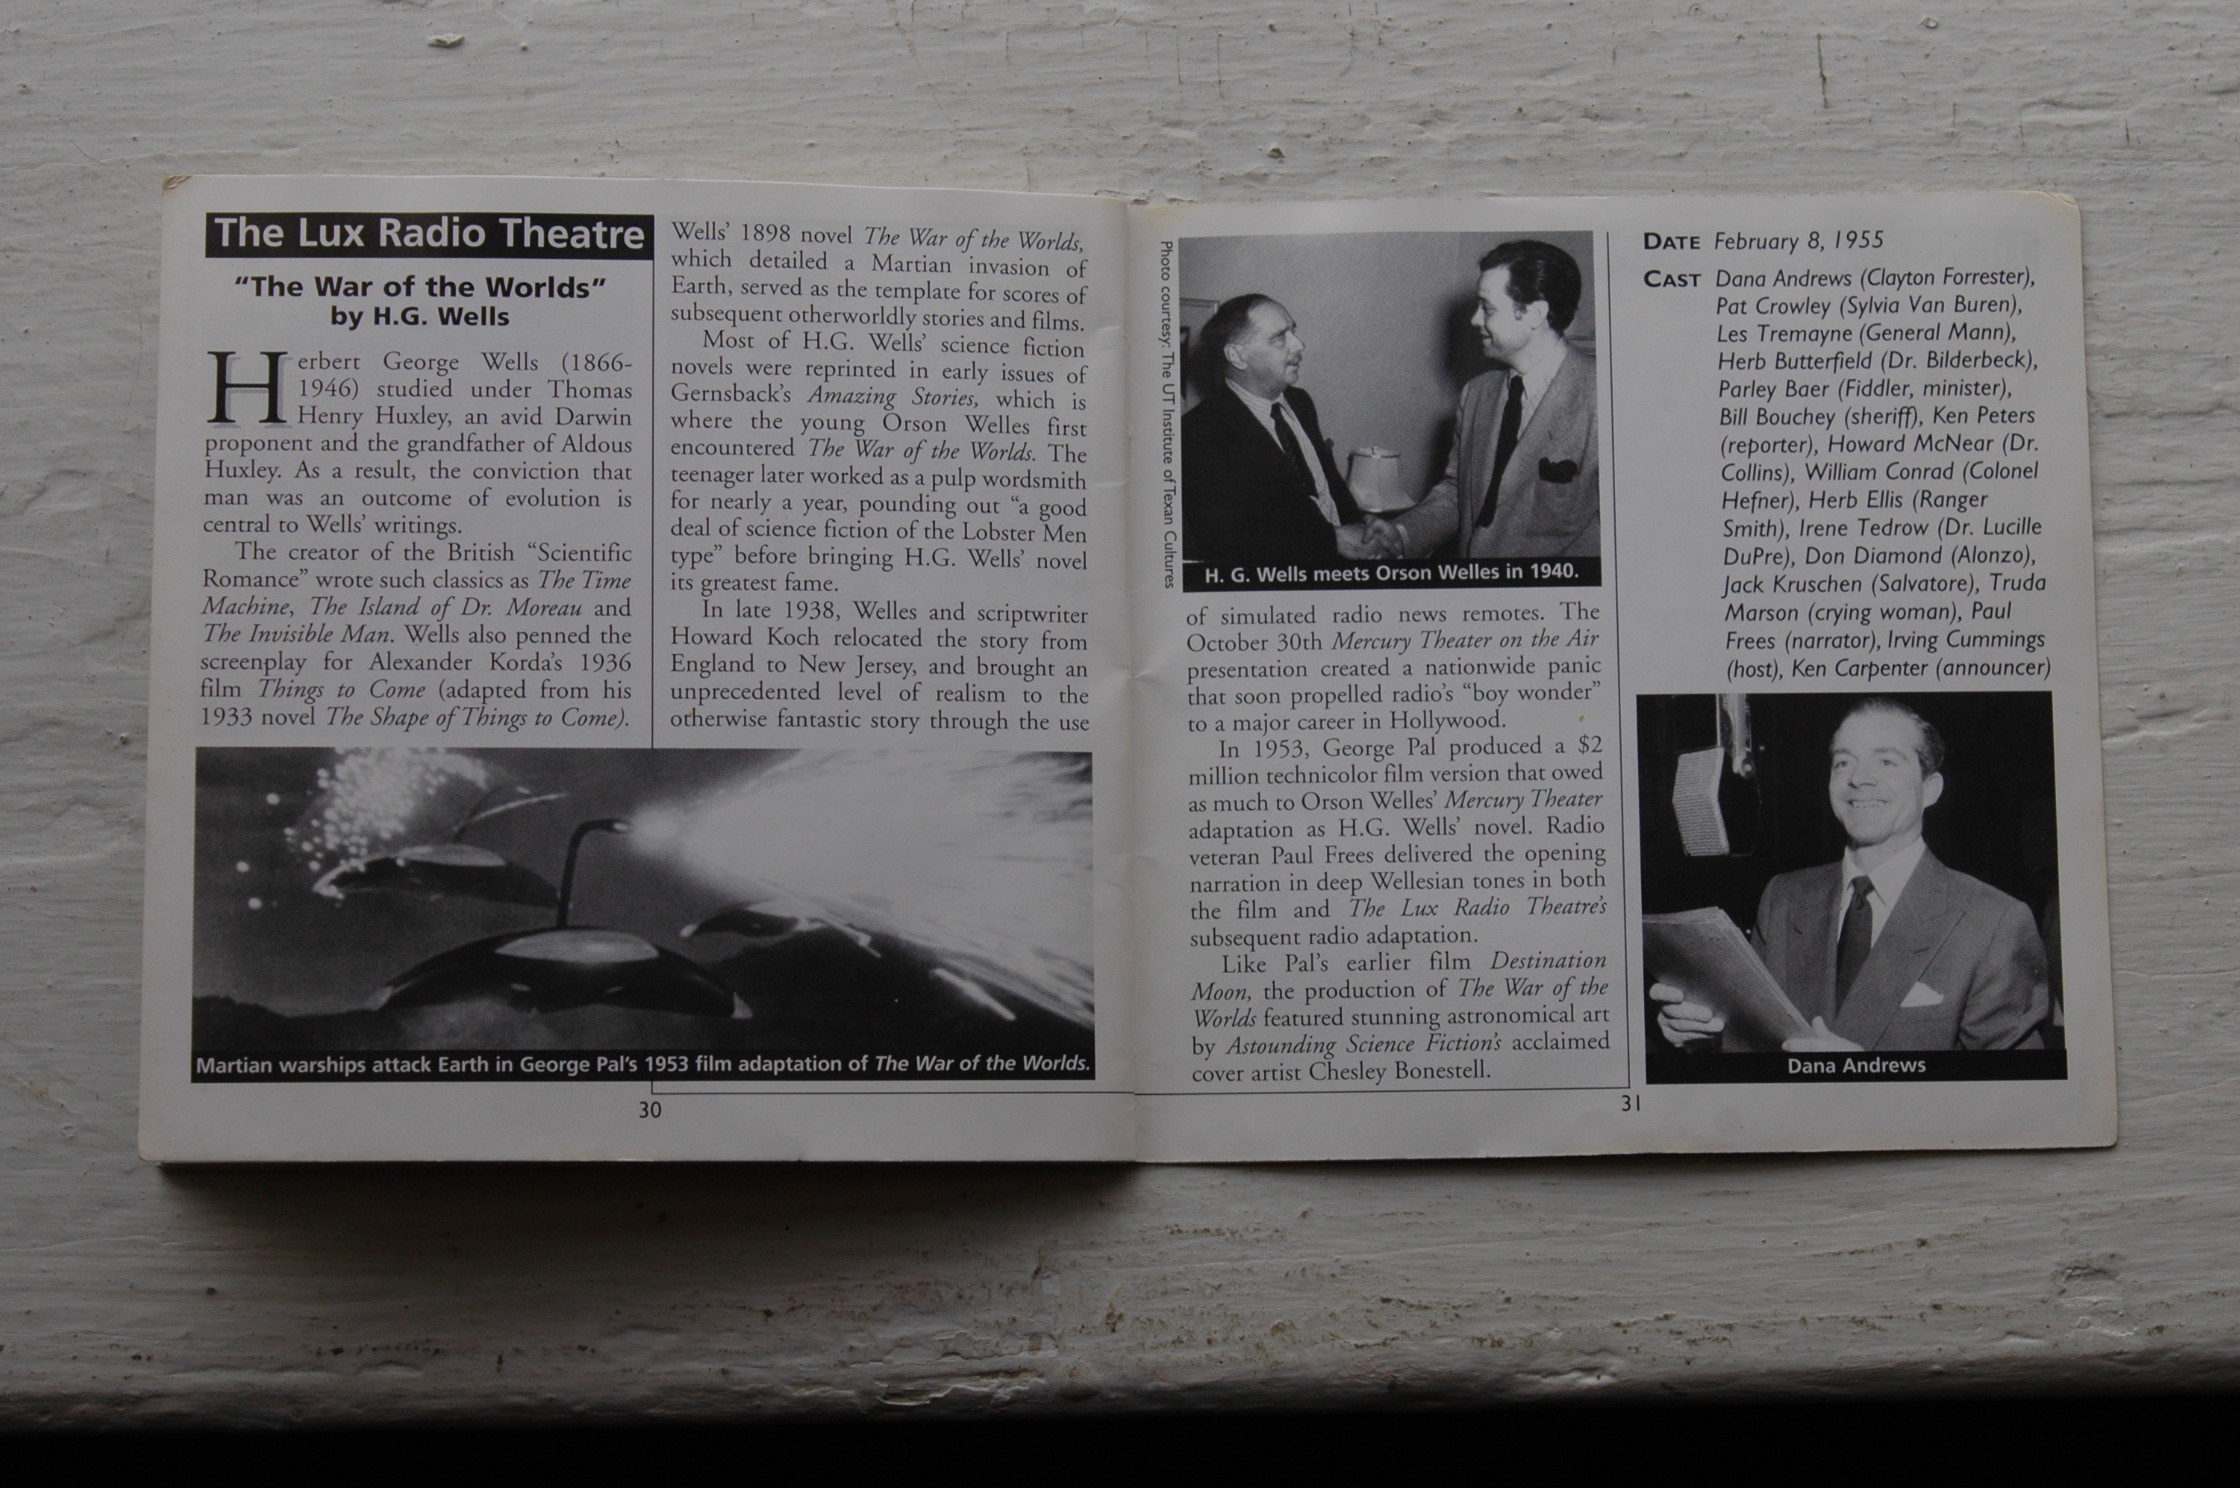 The Lux Radio Theatre
“The War of the Worlds”
by H.G. Wells
Herbert George Wells (1866-
1946) studied under Thomas
Henry Huxley, an avid Darwin
proponent and the grandfather of Aldous
Huxley. As a result, the conviction that
man was an outcome of evolution is
central to Wells’ writings.
The creator of the British “Scientific
Romance” wrote such classics as The Time
Machine, The Island of Dr. Moreau and
The Invisible Man. Wells also penned the
screenplay for Alexander Korda’s 1936
film Things to Come (adapted from his
1933 novel The Shape of Things to Come).
Wells’ 1898 novel The War of the Worlds,
which detailed a Martian invasion of
Earth, served as the template for scores of
subsequent otherworldly stories and films.
Most of H.G. Wells’ science fiction
novels were reprinted in early issues of
Gernsback’s Amazing Stories, which is
where the young Orson Welles first
encountered The War of the Worlds. The
teenager later worked as a pulp wordsmith
for nearly a year, pounding out “a good
deal of science fiction of the Lobster Men
type” before bringing H.G. Wells’ novel
its greatest fame.
In late 1938, Welles and scriptwriter
Howard Koch relocated the story from
England to New Jersey, and brought an
unprecedented level of realism to the
otherwise fantastic story through the use
Martian warships attack Earth in George Pal’s 1953 film adaptation of The War of the Worlds.
30
Photo courtesy: The UT Institute of Texan Cultures
H. G. Wells meets Orson Welles in 1940.
of simulated radio news remotes. The
October 30th Mercury Theater on the Air
presentation created a nationwide panic
that soon propelled radio’s “boy wonder”
to a major career in Hollywood.
In 1953, George Pal produced a $2
million technicolor film version that owed
as much to Orson Welles’ Mercury Theater
adaptation as H.G. Wells’ novel. Radio
veteran Paul Frees delivered the opening
narration in deep Wellesian tones in both
the film and The Lux Radio Theatre’s
subsequent radio adaptation.
Like Pal’s earlier film Destination
Moon, the production of The War of the
Worlds featured stunning astronomical art
by Astounding Science Fiction’s acclaimed
cover artist Chesley Bonestell.
DATE February 8, 1955
CAST Dana Andrews (Clayton Forrester),
Pat Crowley (Sylvia Van Buren),
Les Tremayne (General Mann),
Herb Butterfield (Dr. Bilderbeck),
Parley Baer (Fiddler, minister),
Bill Bouchey (sheriff), Ken Peters
(reporter), Howard McNear (Dr.
Collins), William Conrad (Colonel
Hefner), Herb Ellis (Ranger
Smith), Irene Tedrow (Dr. Lucille
DuPre), Don Diamond (Alonzo),
Jack Kruschen (Salvatore), Truda
Marson (crying woman), Paul
Frees (narrator), Irving Cummings
(host), Ken Carpenter (announcer)
Dana Andrews
31